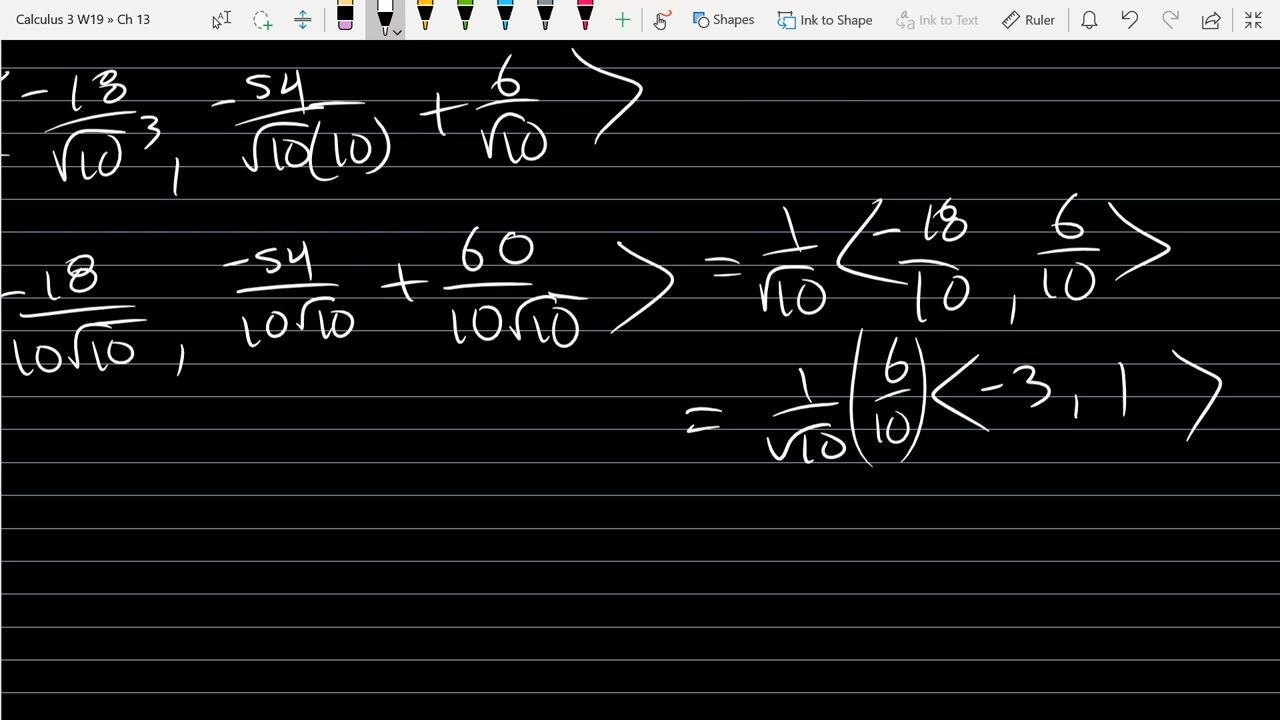 Calculus 3 W19 » Ch 13
Shapes
Ink to Shape
Ink to Text
Ruler
-18/√10³, -54/√10(10) + 6/√10 >
-18/10√10, -54/10√10 + 60/10√10 > = 1/√10 < -18/10, 6/10 >
= 1/√10 (6/10) < -3, 1 >